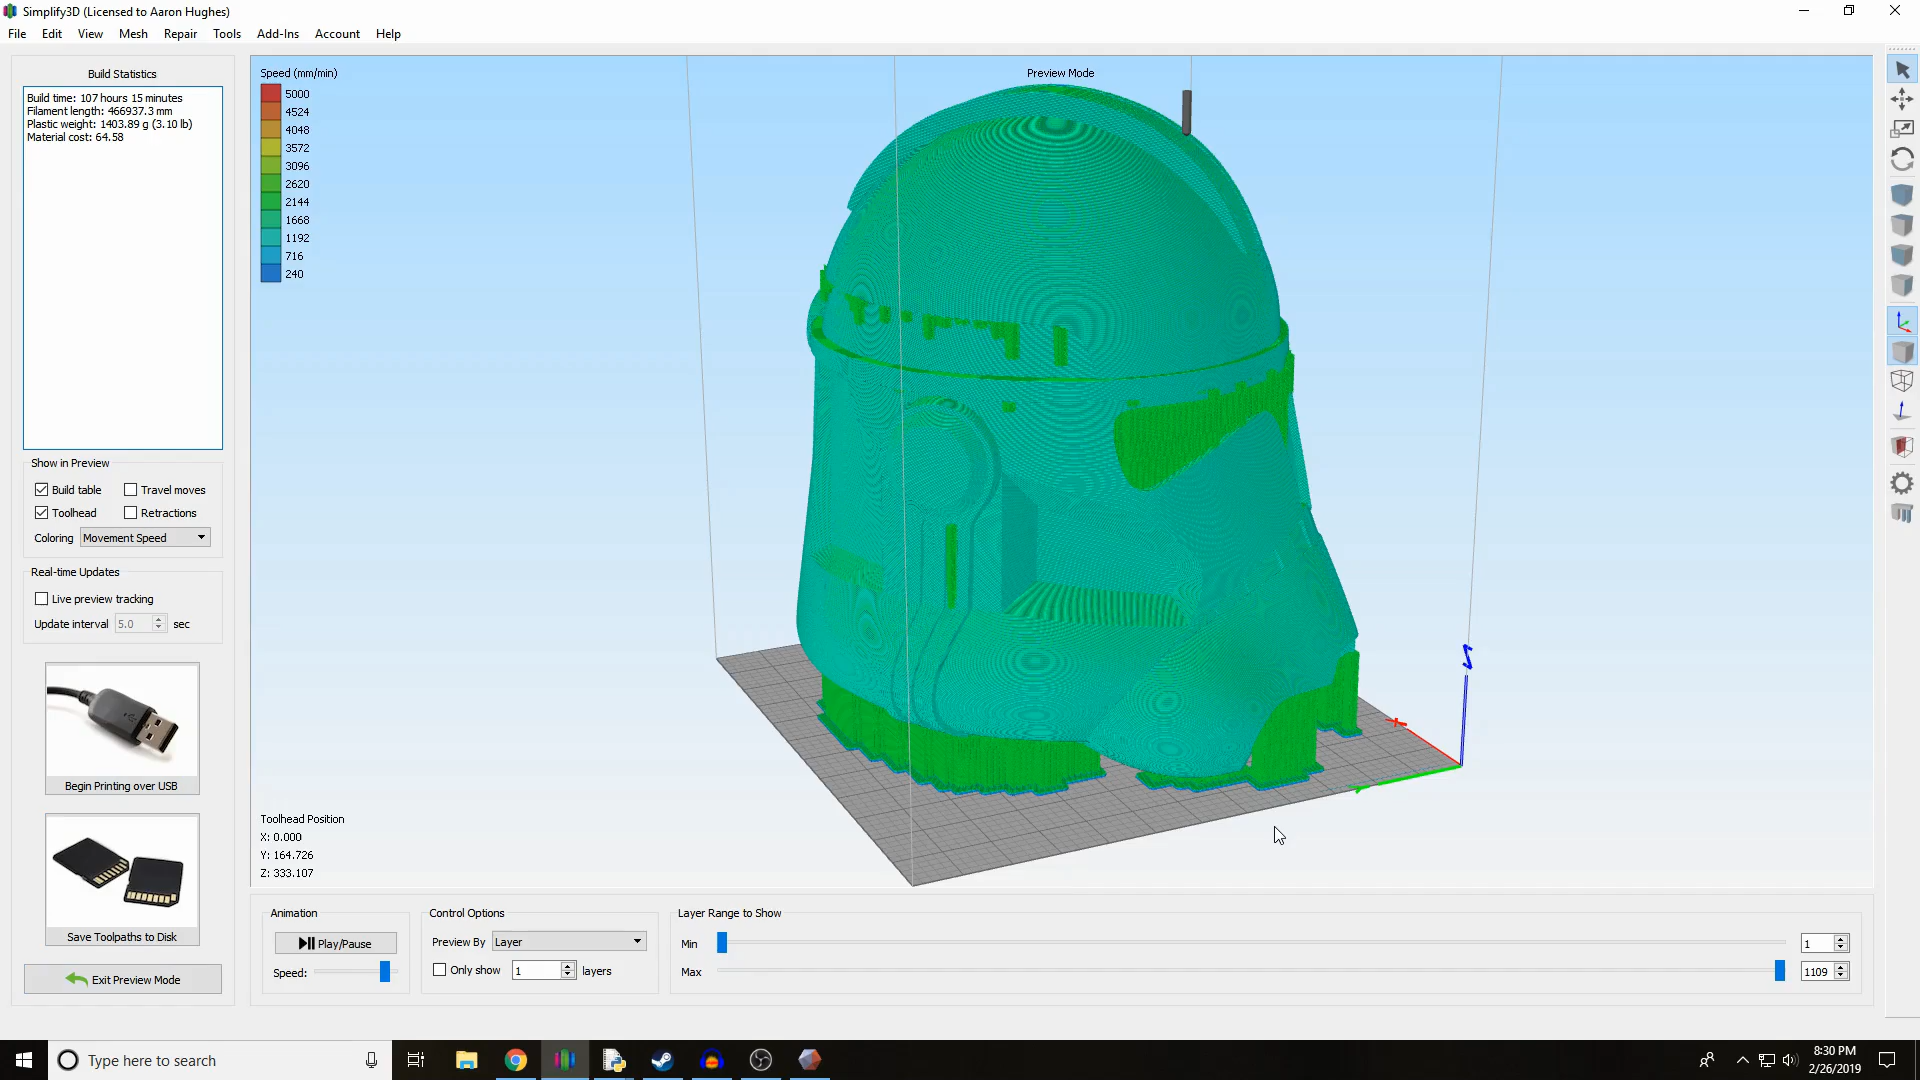 Simplify3D (Licensed to Aaron Hughes)
File Edit View Mesh Repair Tools Add-Ins Account Help
Build Statistics
Build time: 107 hours 15 minutes
Filament length: 466937.3 mm
Plastic weight: 1403.89 g (3.10 lb)
Material cost: 64.58
Show in Preview
Build table Travel moves
Toolhead Retractions
Coloring Movement Speed
Real-time Updates
Live preview tracking
Update interval 5.0 sec
Begin Printing over USB
Save Toolpaths to Disk
Exit Preview Mode
Speed (mm/min)
5000
4524
4048
3572
3096
2620
2144
1668
1192
716
240
Preview Mode
Toolhead Position
X: 0.000
Y: 164.726
Z: 333.107
Animation
Play/Pause
Speed:
Control Options
Preview By Layer
Only show 1 layers
Layer Range to Show
Min 1
Max 1109
Type here to search
8:30 PM
2/26/2019